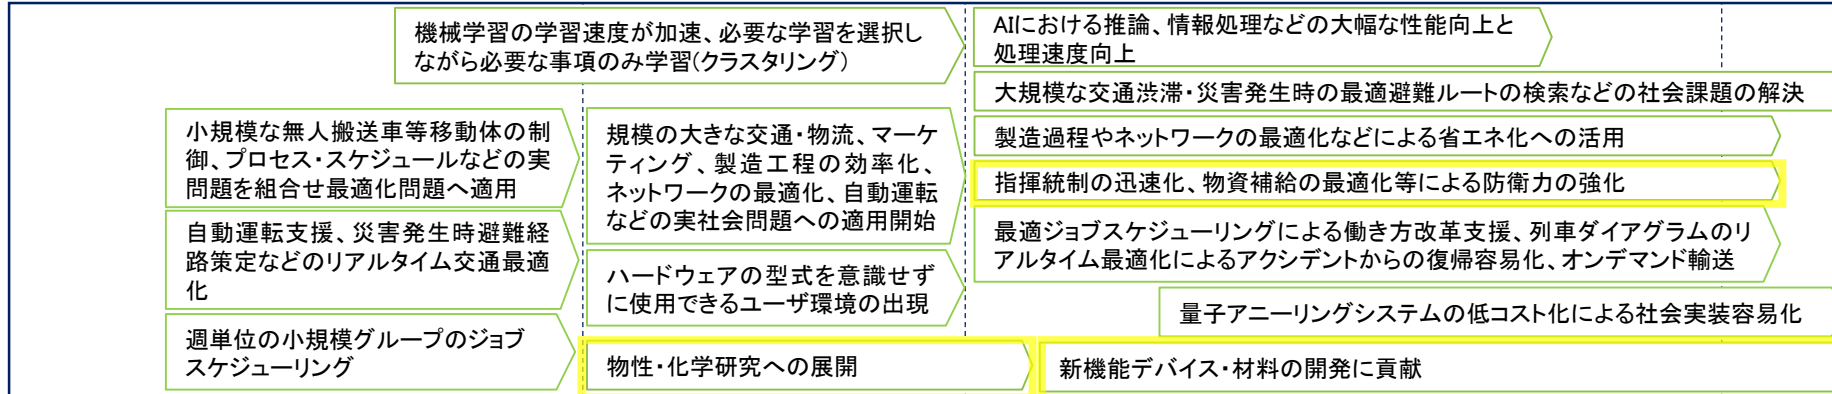 機械学習の学習速度が加速、必要な学習を選択し
ながら必要な事項のみ学習(クラスタリング)
AIにおける推論、情報処理などの大幅な性能向上と
処理速度向上
大規模な交通渋滞・災害発生時の最適避難ルートの検索などの社会課題の解決
小規模な無人搬送車等移動体の制
御、プロセス・スケジュールなどの実
問題を組合せ最適化問題へ適用
規模の大きな交通・物流、マーケ
ティング、製造工程の効率化、
ネットワークの最適化、自動運転
などの実社会問題への適用開始
製造過程やネットワークの最適化などによる省エネ化への活用
指揮統制の迅速化、物資補給の最適化等による防衛力の強化
自動運転支援、災害発生時避難経
路策定などのリアルタイム交通最適
化
ハードウェアの型式を意識せず
に使用できるユーザ環境の出現
最適ジョブスケジューリングによる働き方改革支援、列車ダイアグラムのリ
アルタイム最適化によるアクシデントからの復帰容易化、オンデマンド輸送
量子アニーリングシステムの低コスト化による社会実装容易化
週単位の小規模グループのジョブ
スケジューリング
物性・化学研究への展開
新機能デバイス・材料の開発に貢献